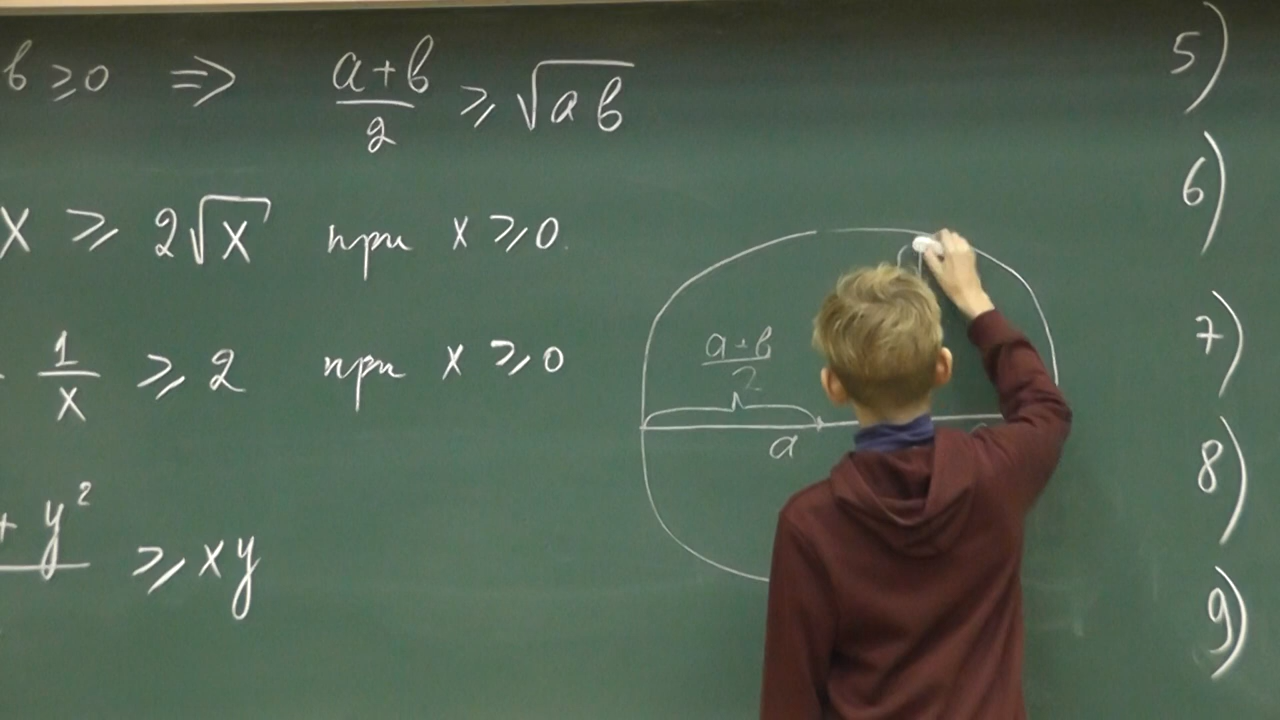 b ≥ 0 ⇒ a+b/2 ≥ √ab
x ≥ 2√x при x ≥ 0
1/x ≥ 2 при x ≥ 0
+ y² ≥ xy
a+b/2
a
5)
6)
7)
8)
9)